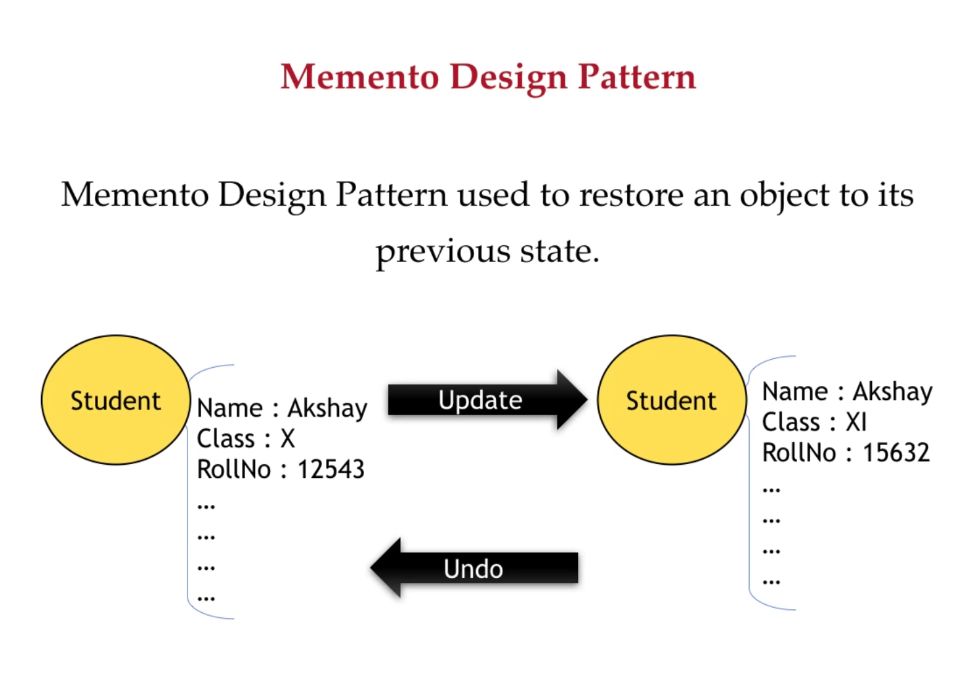 Memento Design Pattern
Memento Design Pattern used to restore an object to its
previous state.
Student
Name : Akshay
Class : X
RollNo : 12543
...
...
...
...
Update
Student
Name : Akshay
Class : XI
RollNo : 15632
...
...
...
...
Undo